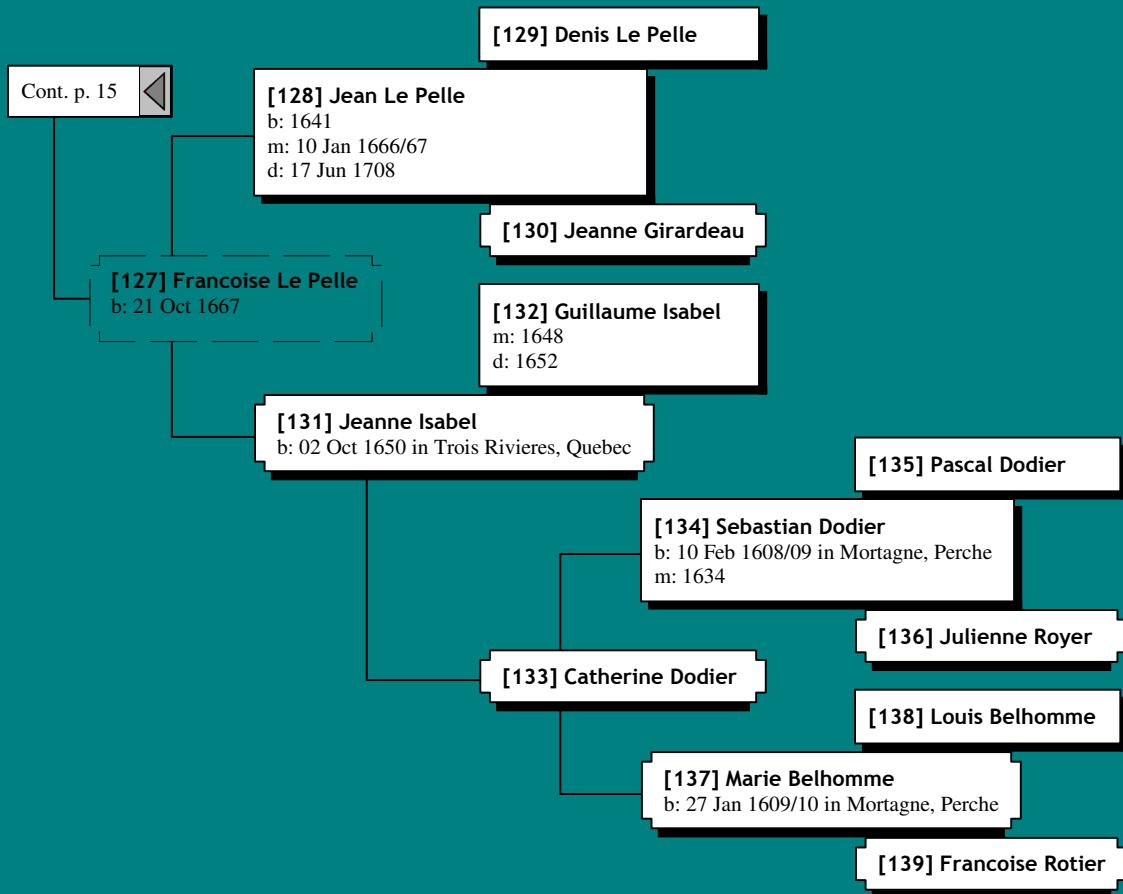 [129] Denis Le Pelle
Cont. p. 15
[128] Jean Le Pelle
b: 1641
m: 10 Jan 1666/67
d: 17 Jun 1708
[130] Jeanne Girardeau
[127] Francoise Le Pelle
b: 21 Oct 1667
[132] Guillaume Isabel
m: 1648
d: 1652
[131] Jeanne Isabel
b: 02 Oct 1650 in Trois Rivieres, Quebec
[135] Pascal Dodier
[134] Sebastian Dodier
b: 10 Feb 1608/09 in Mortagne, Perche
m: 1634
[136] Julienne Royer
[133] Catherine Dodier
[138] Louis Belhomme
[137] Marie Belhomme
b: 27 Jan 1609/10 in Mortagne, Perche
[139] Francoise Rotier